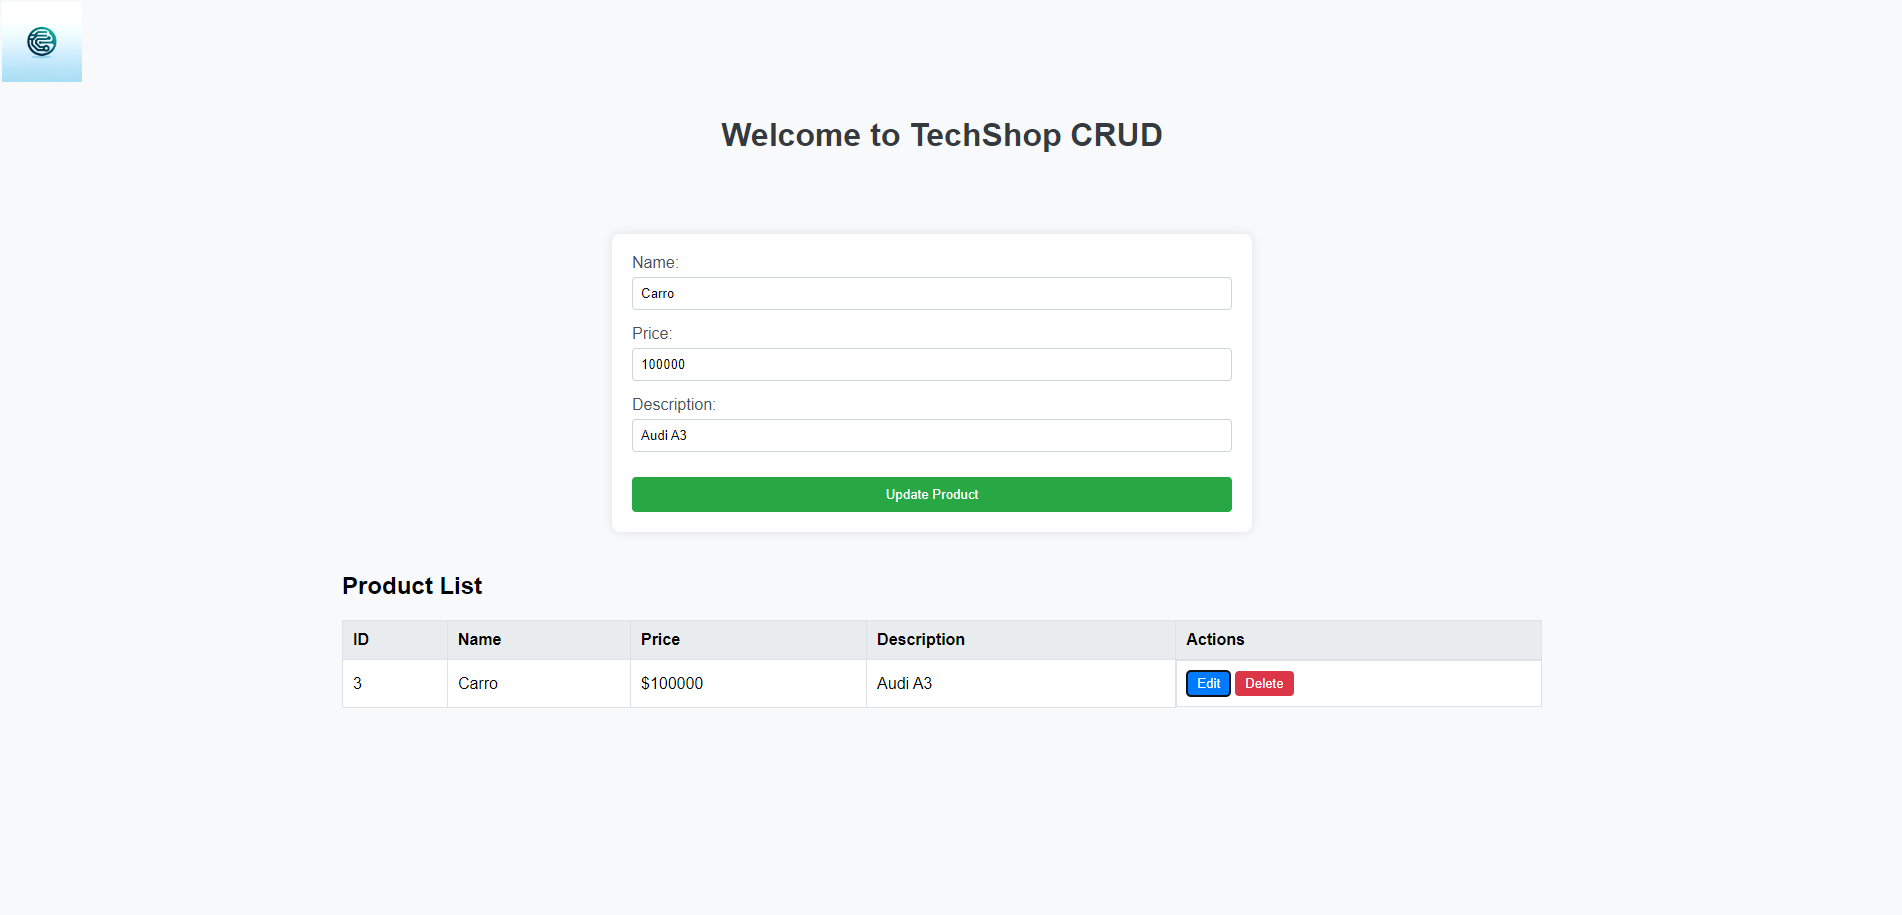 Welcome to TechShop CRUD
Name:
Carro
Price:
100000
Description:
Audi A3
Update Product
Product List
ID Name Price Description Actions
3 Carro $100000 Audi A3 Edit Delete